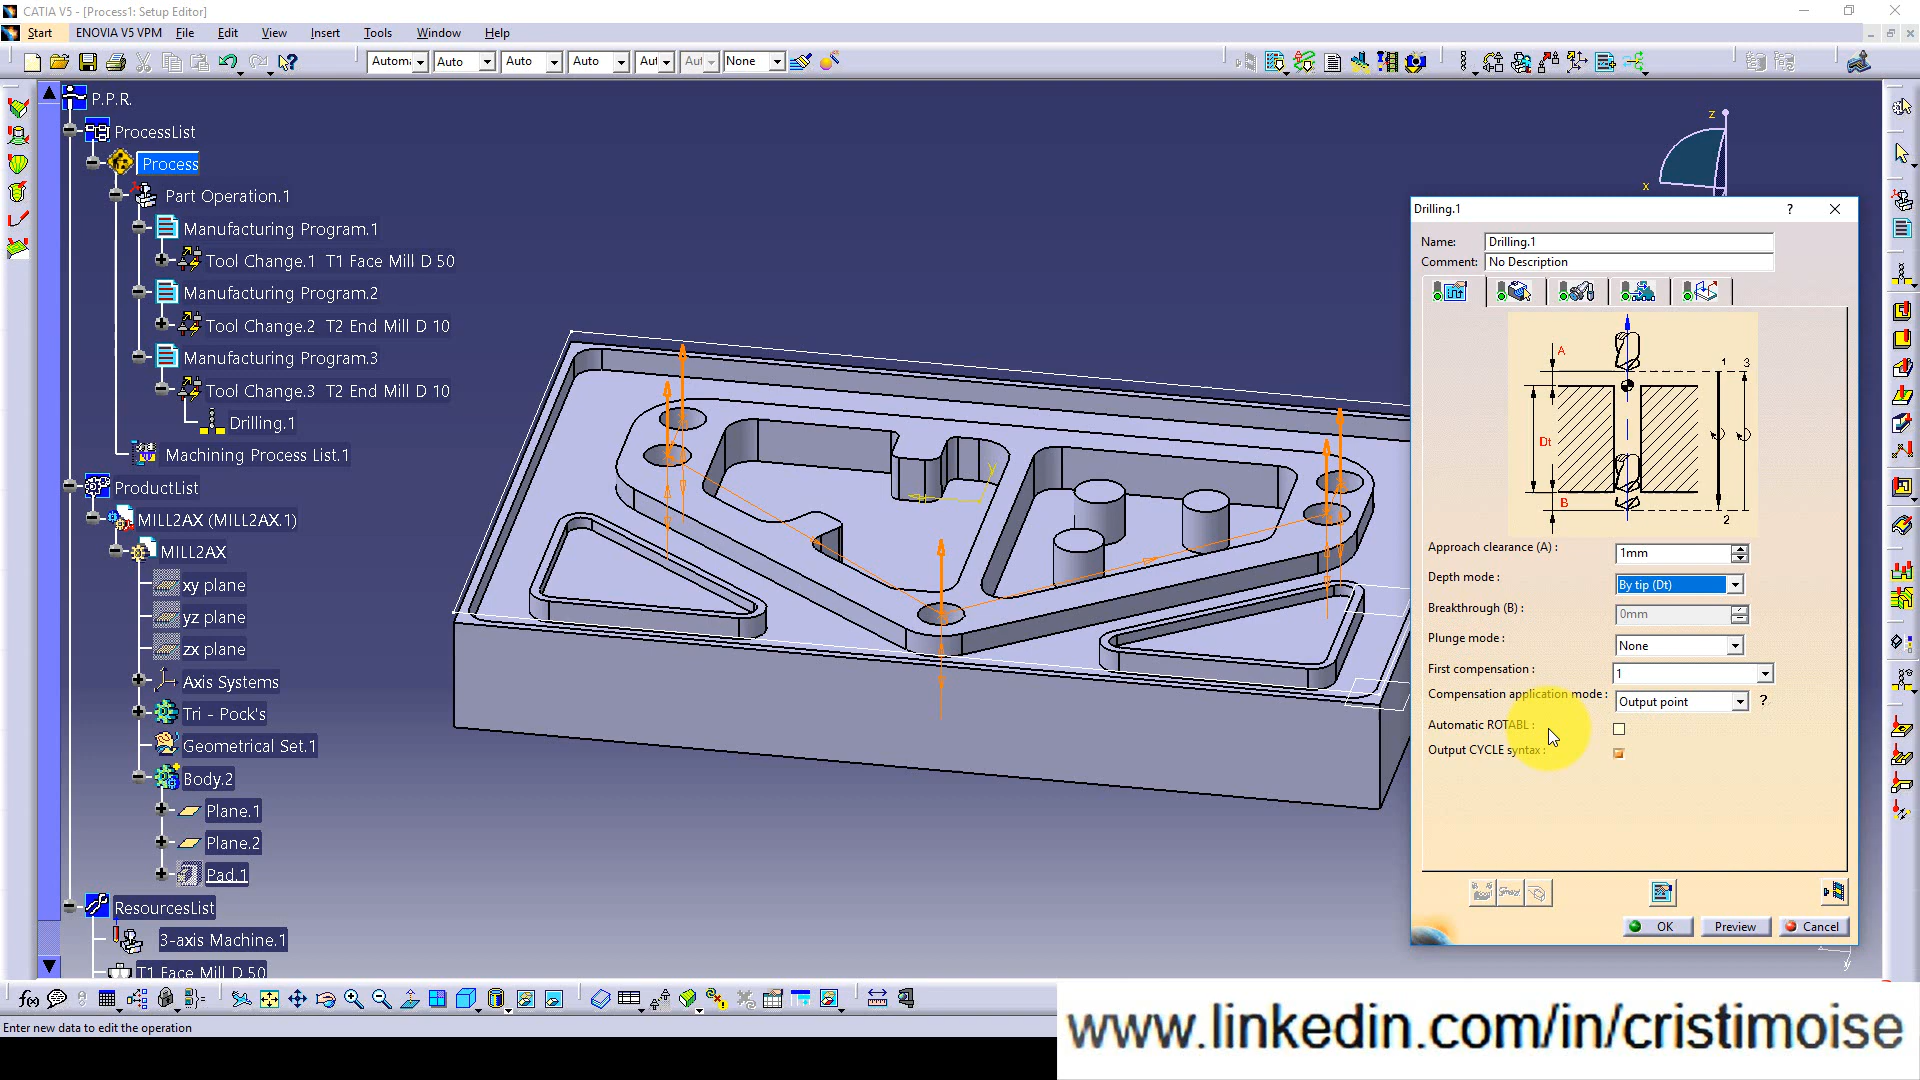 CATIA V5 - [Process1: Setup Editor]
Start ENOVIA V5 VPM File Edit View Insert Tools Window Help
Auto Auto Auto None
P.P.R.
ProcessList
Process
Part Operation.1
Manufacturing Program.1
Tool Change.1 T1 Face Mill D 50
Manufacturing Program.2
Tool Change.2 T2 End Mill D 10
Manufacturing Program.3
Tool Change.3 T2 End Mill D 10
Drilling.1
Machining Process List.1
ProductList
MILL2AX (MILL2AX.1)
MILL2AX
xy plane
yz plane
zx plane
Axis Systems
Tri - Pock's
Geometrical Set.1
Body.2
Plane.1
Plane.2
Pad.1
ResourcesList
3-axis Machine.1
T1 Face Mill D 50
z
x
y
Drilling.1 ?
Name: Drilling.1
Comment: No Description
A
1 3
Dt
B
2
Approach clearance (A) : 1mm
Depth mode : By tip (Dt)
Breakthrough (B) : 0mm
Plunge mode : None
First compensation : 1
Compensation application mode : Output point ?
Automatic ROTABL :
Output CYCLE syntax :
OK Preview Cancel
f(x)
Enter new data to edit the operation
www.linkedin.com/in/cristimoise